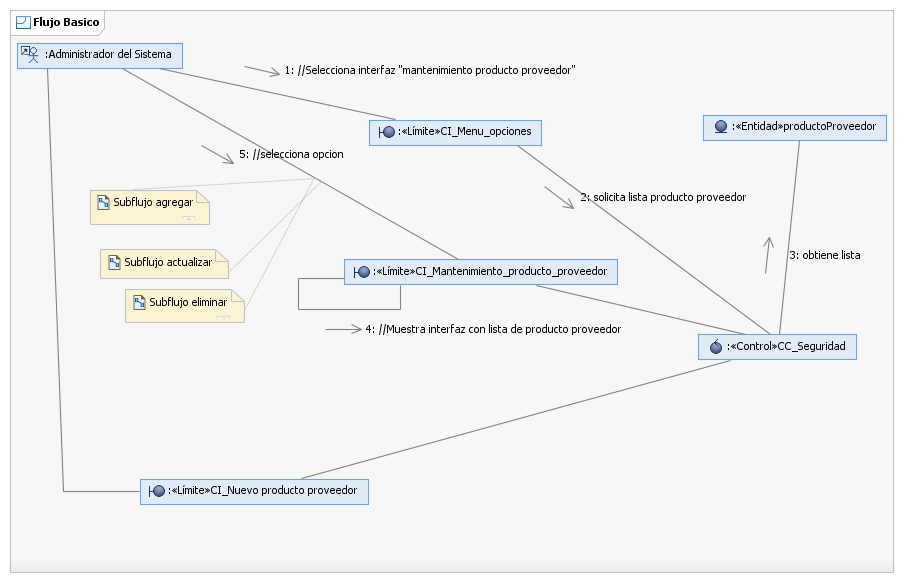 Flujo Basico
:Administrador del Sistema
1: //Selecciona interfaz "mantenimiento producto proveedor"
:«Límite»CI_Menu_opciones
:«Entidad»productoProveedor
5: //selecciona opcion
2: solicita lista producto proveedor
Subflujo agregar
3: obtiene lista
Subflujo actualizar
:«Límite»CI_Mantenimiento_producto_proveedor
Subflujo eliminar
4: //Muestra interfaz con lista de producto proveedor
:«Control»CC_Seguridad
:«Límite»CI_Nuevo producto proveedor